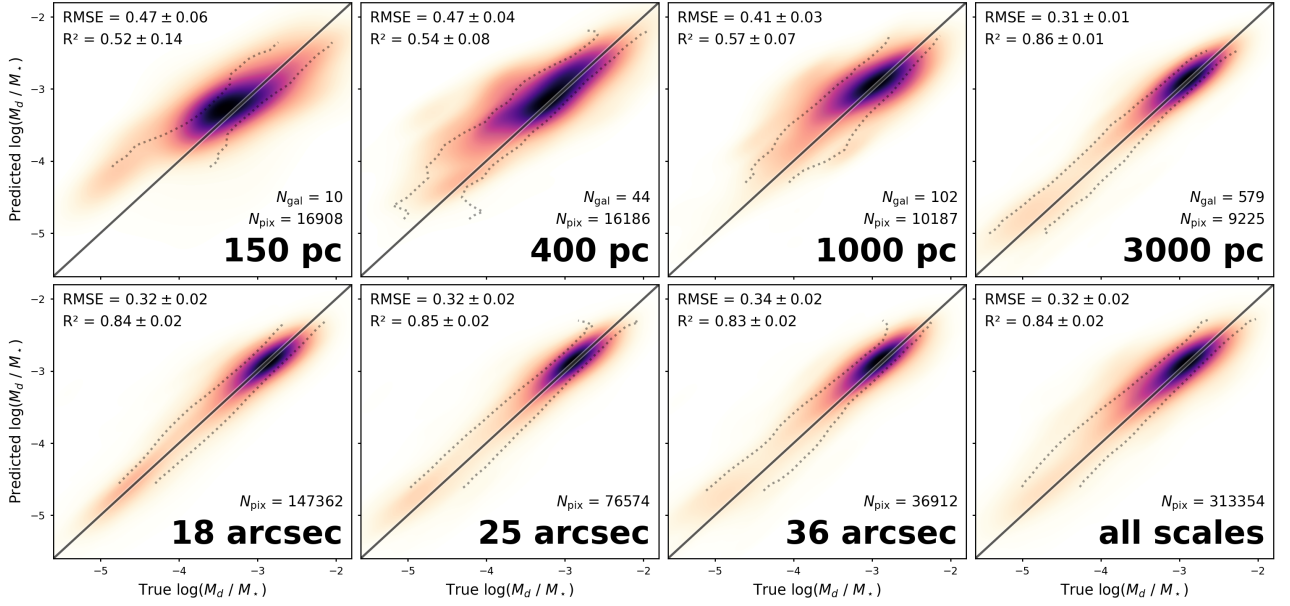 RMSE = 0.47 ± 0.06
R² = 0.52 ± 0.14
N_gal = 10
N_pix = 16908
150 pc
RMSE = 0.47 ± 0.04
R² = 0.54 ± 0.08
N_gal = 44
N_pix = 16186
400 pc
RMSE = 0.41 ± 0.03
R² = 0.57 ± 0.07
N_gal = 102
N_pix = 10187
1000 pc
RMSE = 0.31 ± 0.01
R² = 0.86 ± 0.01
N_gal = 579
N_pix = 9225
3000 pc
Predicted log(M_d / M⋆)
−2
−3
−4
−5
RMSE = 0.32 ± 0.02
R² = 0.84 ± 0.02
N_pix = 147362
18 arcsec
RMSE = 0.32 ± 0.02
R² = 0.85 ± 0.02
N_pix = 76574
25 arcsec
RMSE = 0.34 ± 0.02
R² = 0.83 ± 0.02
N_pix = 36912
36 arcsec
RMSE = 0.32 ± 0.02
R² = 0.84 ± 0.02
N_pix = 313354
all scales
Predicted log(M_d / M⋆)
−2
−3
−4
−5
−5 −4 −3 −2
−5 −4 −3 −2
−5 −4 −3 −2
−5 −4 −3 −2
True log(M_d / M⋆)
True log(M_d / M⋆)
True log(M_d / M⋆)
True log(M_d / M⋆)